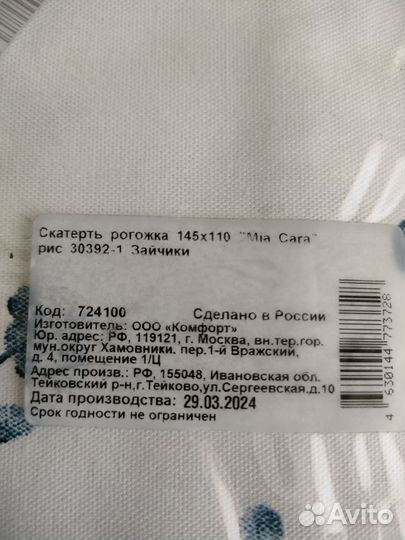 Скатерть рогожка 145х110 "Mia Cara"
рис 30392-1 Зайчики
Код: 724100 Сделано в России
Изготовитель: ООО «Комфорт»
Юр. адрес: РФ, 119121, г. Москва, вн.тер.гор.
мун.округ Хамовники. пер.1-й Вражский,
д. 4, помещение 1/Ц
Адрес произв.: РФ, 155048, Ивановская обл.
Тейковский р-н,г.Тейково,ул.Сергеевская,д.10
Дата производства: 29.03.2024
Срок годности не ограничен
4 630144 773728
Avito